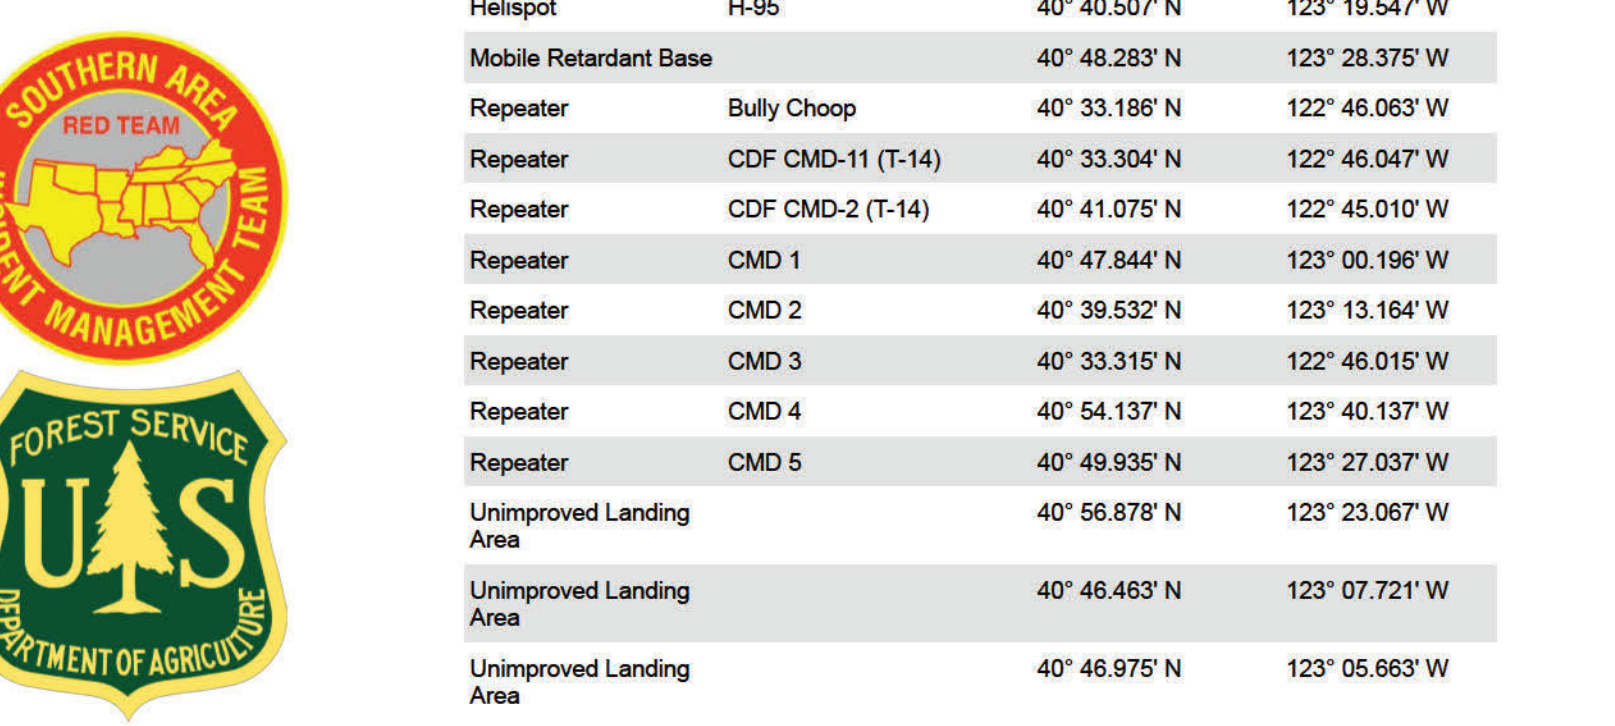 SOUTHERN AREA
RED TEAM
MANAGEMENT TEAM
FOREST SERVICE
U S
DEPARTMENT OF AGRICULTURE
Helispot H-95 40° 40.507' N 123° 19.547' W
Mobile Retardant Base 40° 48.283' N 123° 28.375' W
Repeater Bully Choop 40° 33.186' N 122° 46.063' W
Repeater CDF CMD-11 (T-14) 40° 33.304' N 122° 46.047' W
Repeater CDF CMD-2 (T-14) 40° 41.075' N 122° 45.010' W
Repeater CMD 1 40° 47.844' N 123° 00.196' W
Repeater CMD 2 40° 39.532' N 123° 13.164' W
Repeater CMD 3 40° 33.315' N 122° 46.015' W
Repeater CMD 4 40° 54.137' N 123° 40.137' W
Repeater CMD 5 40° 49.935' N 123° 27.037' W
Unimproved Landing 40° 56.878' N 123° 23.067' W
Area
Unimproved Landing 40° 46.463' N 123° 07.721' W
Area
Unimproved Landing 40° 46.975' N 123° 05.663' W
Area